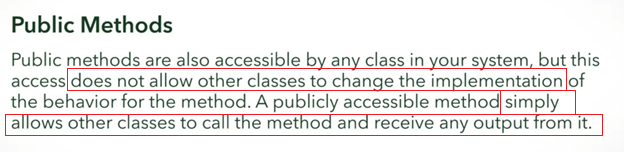 Public Methods
Public methods are also accessible by any class in your system, but this
access does not allow other classes to change the implementation of
the behavior for the method. A publicly accessible method simply
allows other classes to call the method and receive any output from it.